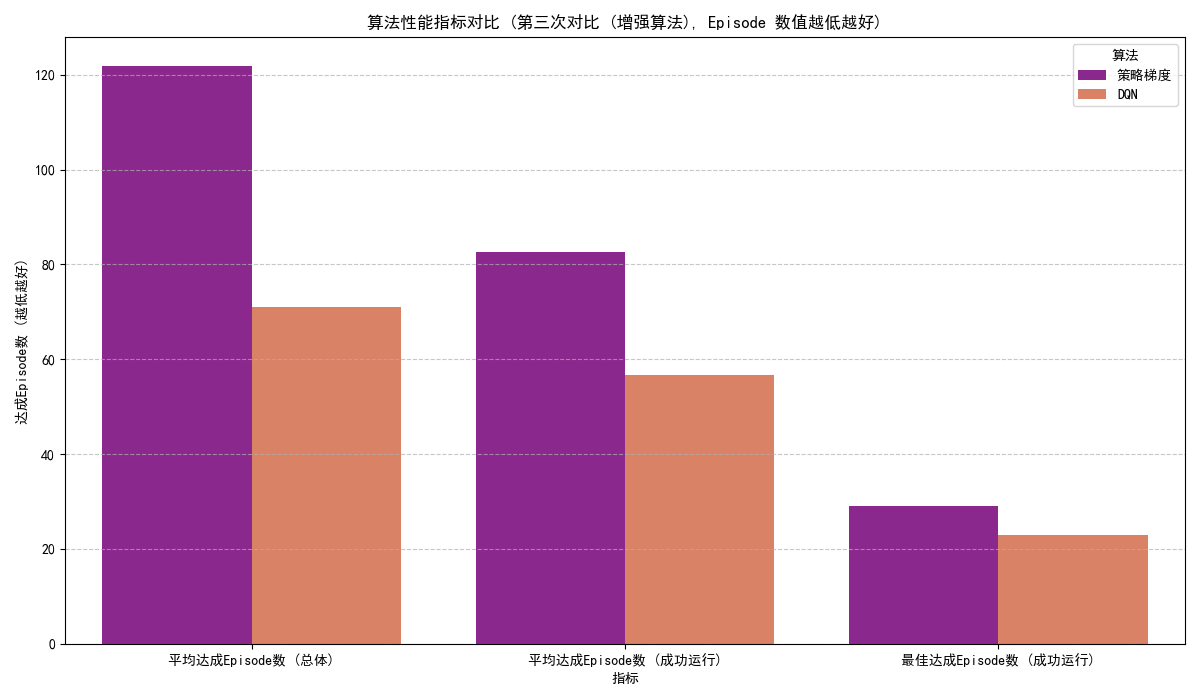 算法性能指标对比 (第三次对比 (增强算法), Episode 数值越低越好)
算法
策略梯度
DQN
达成Episode数 (越低越好)
120
100
80
60
40
20
0
平均达成Episode数 (总体)
平均达成Episode数 (成功运行)
最佳达成Episode数 (成功运行)
指标